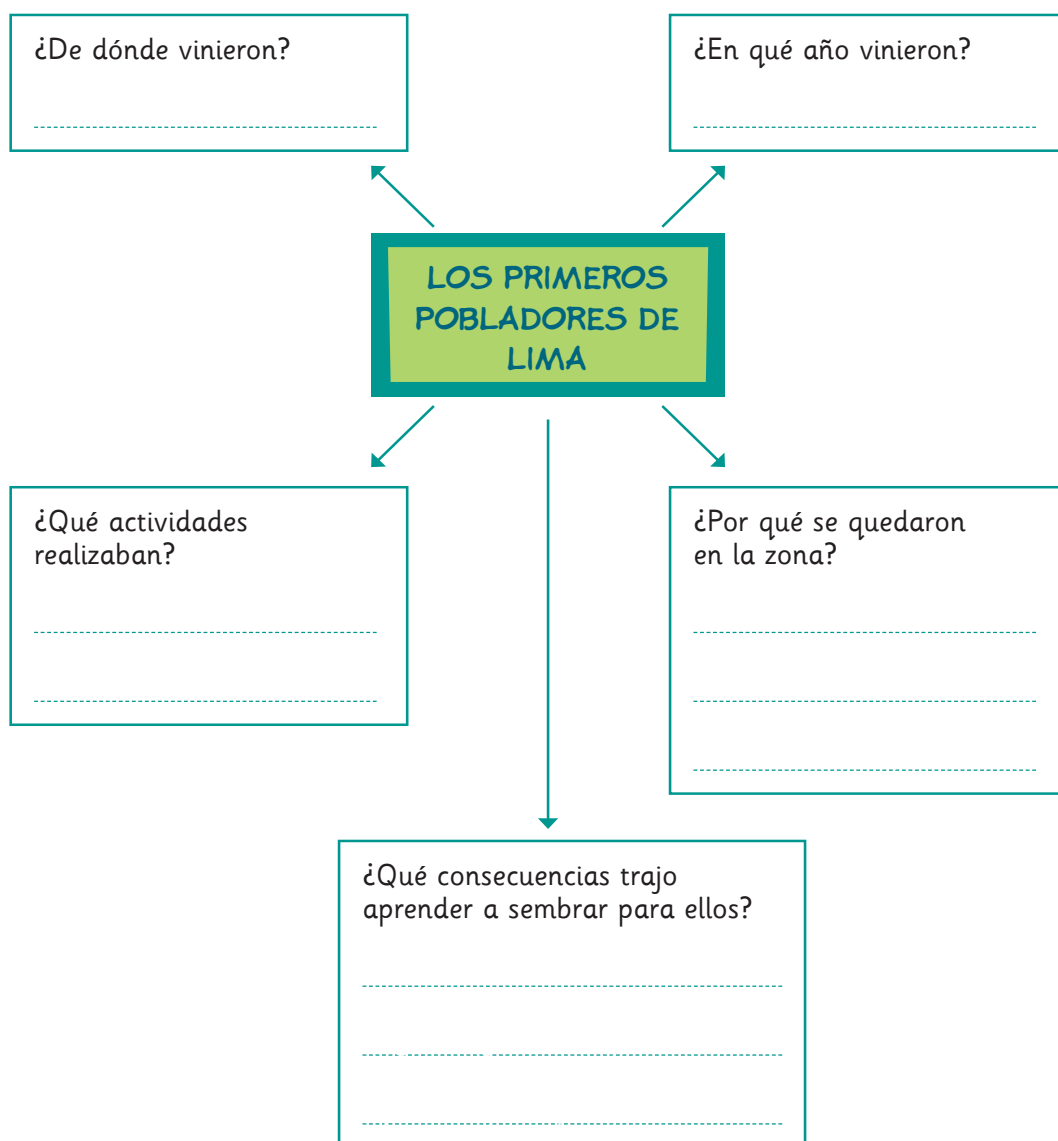 ¿De dónde vinieron?
¿En qué año vinieron?
LOS PRIMEROS
POBLADORES DE
LIMA
¿Qué actividades
realizaban?
¿Por qué se quedaron
en la zona?
¿Qué consecuencias trajo
aprender a sembrar para ellos?